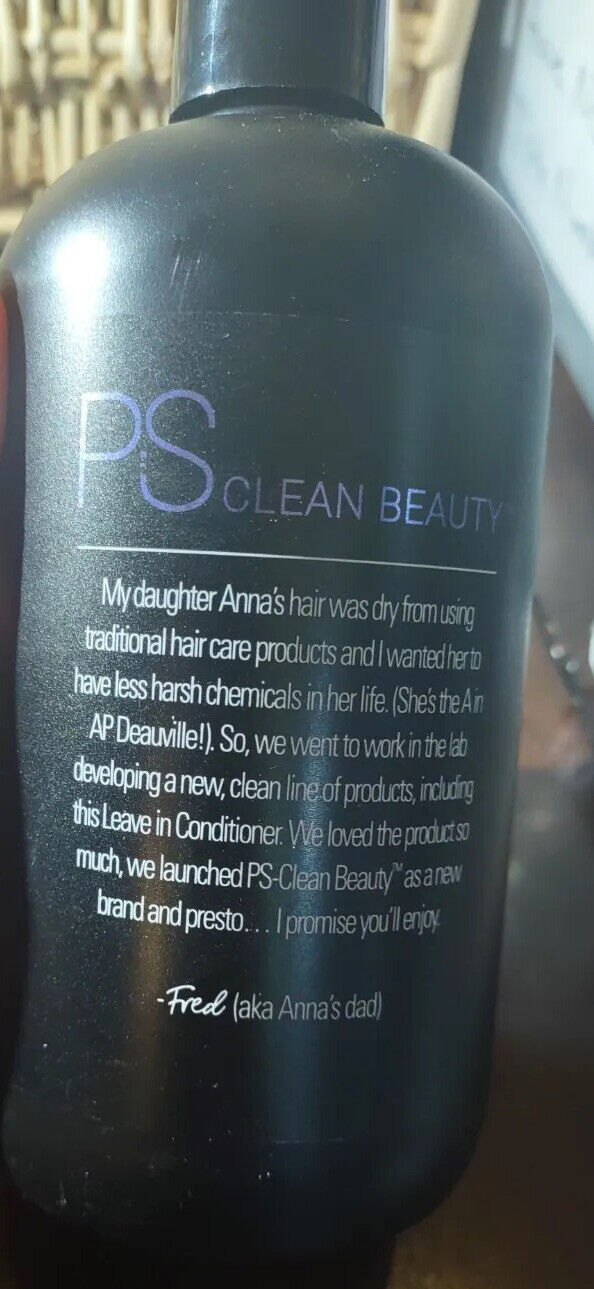 PS CLEAN BEAUTY™
My daughter Anna's hair was dry from using
traditional hair care products and I wanted her to
have less harsh chemicals in her life. (She's the A in
AP Deauville!). So, we went to work in the lab
developing a new, clean line of products, including
this Leave in Conditioner. We loved the product so
much, we launched PS-Clean Beauty™ as a new
brand and presto... I promise you'll enjoy.
-Fred (aka Anna's dad)